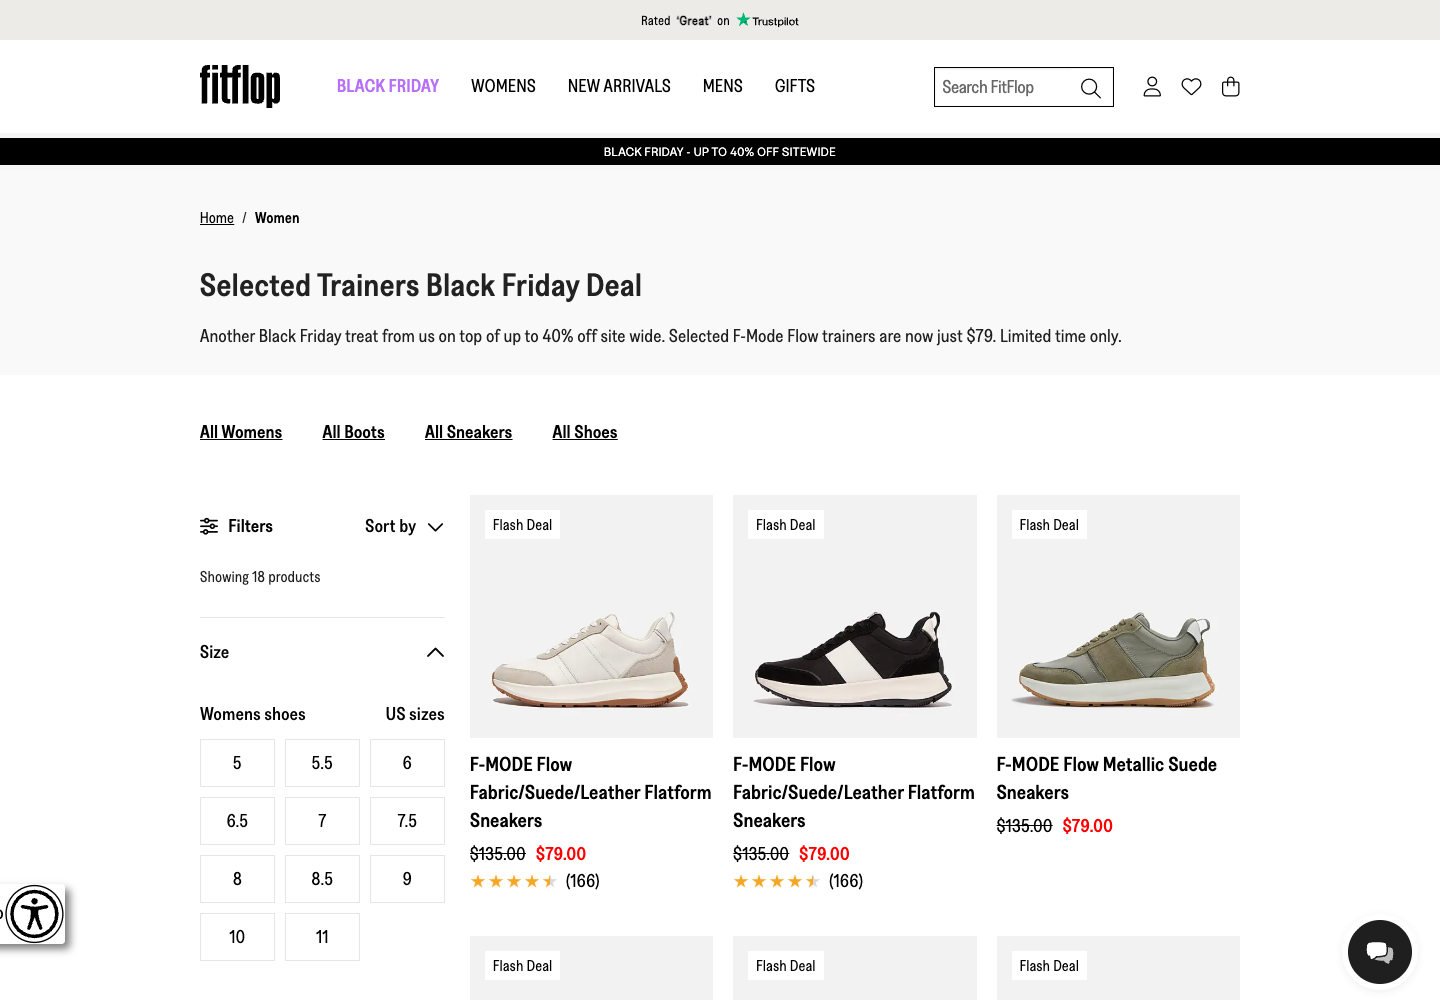 Rated 'Great' on Trustpilot
fitflop
BLACK FRIDAY WOMENS NEW ARRIVALS MENS GIFTS
Search FitFlop
BLACK FRIDAY - UP TO 40% OFF SITEWIDE
Home / Women
Selected Trainers Black Friday Deal
Another Black Friday treat from us on top of up to 40% off site wide. Selected F-Mode Flow trainers are now just $79. Limited time only.
All Womens All Boots All Sneakers All Shoes
Filters Sort by
Showing 18 products
Size
Womens shoes US sizes
5 5.5 6
6.5 7 7.5
8 8.5 9
10 11
Flash Deal
F-MODE Flow
Fabric/Suede/Leather Flatform
Sneakers
$135.00 $79.00
(166)
Flash Deal
F-MODE Flow
Fabric/Suede/Leather Flatform
Sneakers
$135.00 $79.00
(166)
Flash Deal
F-MODE Flow Metallic Suede
Sneakers
$135.00 $79.00
Flash Deal
Flash Deal
Flash Deal